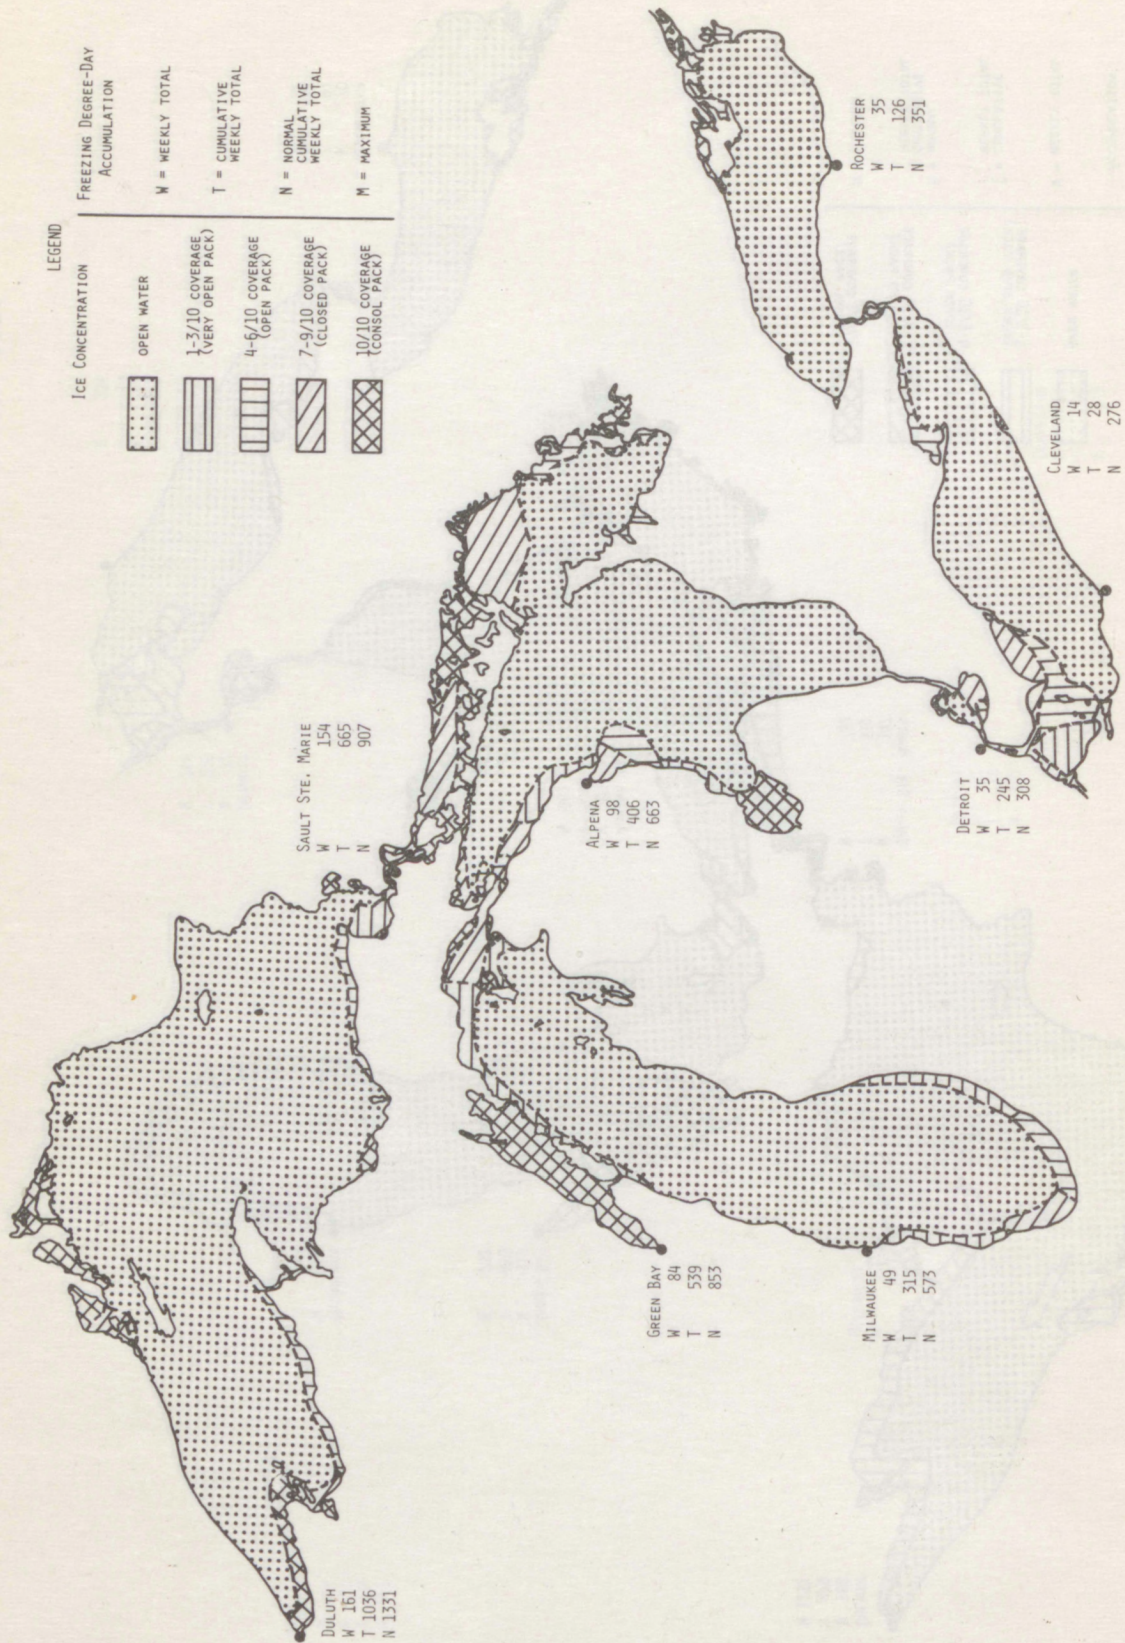 LEGEND
ICE CONCENTRATION
OPEN WATER
1-3/10 COVERAGE
(VERY OPEN PACK)
4-6/10 COVERAGE
(OPEN PACK)
7-9/10 COVERAGE
(CLOSED PACK)
10/10 COVERAGE
(CONSOL PACK)
FREEZING DEGREE-DAY
ACCUMULATION
W = WEEKLY TOTAL
T = CUMULATIVE
WEEKLY TOTAL
N = NORMAL
CUMULATIVE
WEEKLY TOTAL
M = MAXIMUM
DULUTH
W 161
T 1036
N 1331
SAULT STE. MARIE
W 154
T 665
N 907
GREEN BAY
W 84
T 539
N 853
ALPENA
W 98
T 406
N 663
MILWAUKEE
W 49
T 315
N 573
DETROIT
W 35
T 245
N 308
CLEVELAND
W 14
T 28
N 276
ROCHESTER
W 35
T 126
N 351